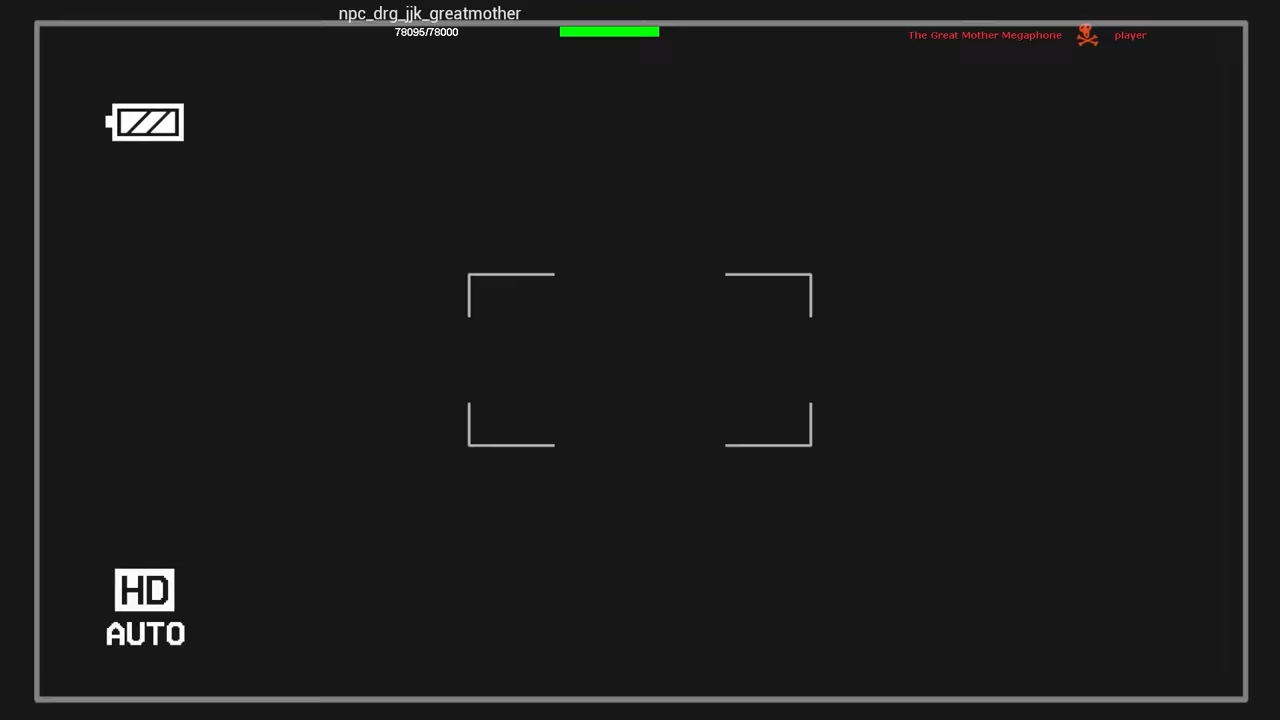 npc_drg_jjk_greatmother
78095/78000
The Great Mother Megaphone player
HD
AUTO